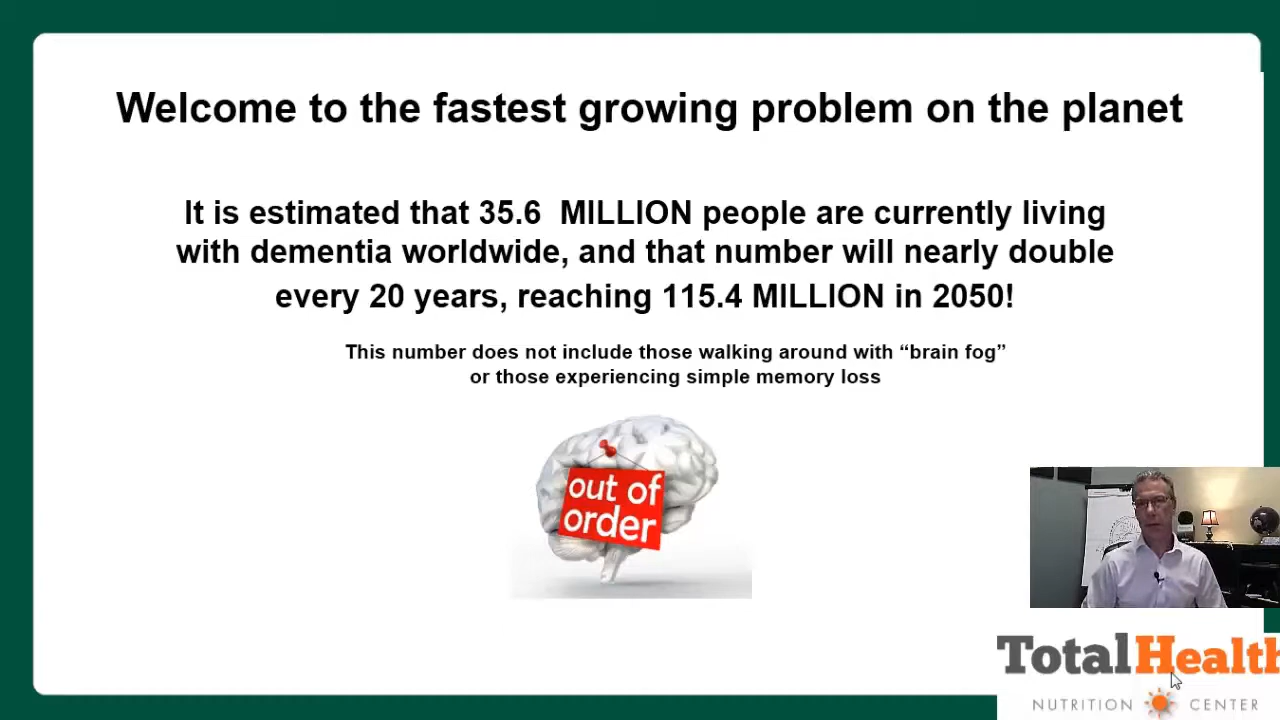 Welcome to the fastest growing problem on the planet
It is estimated that 35.6  MILLION people are currently living
with dementia worldwide, and that number will nearly double
every 20 years, reaching 115.4 MILLION in 2050!
This number does not include those walking around with “brain fog”
or those experiencing simple memory loss
out of
order
Total Health
NUTRITION CENTER